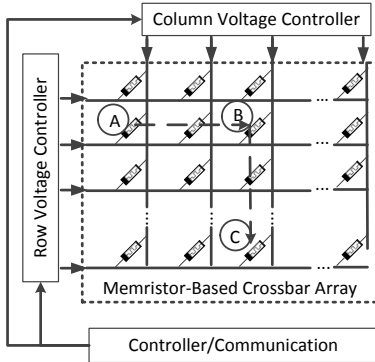 Column Voltage Controller
Row Voltage Controller
...
A
B
...
...
... ... ...
...
C
...
Memristor-Based Crossbar Array
Controller/Communication